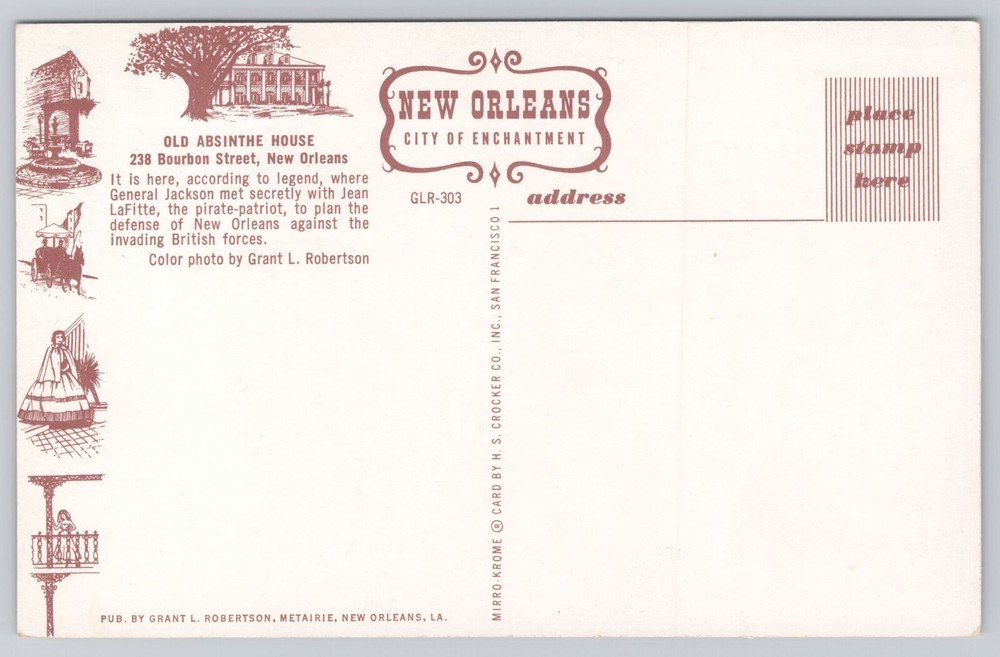 OLD ABSINTHE HOUSE
238 Bourbon Street, New Orleans
It is here, according to legend, where
General Jackson met secretly with Jean
LaFitte, the pirate-patriot, to plan the
defense of New Orleans against the
invading British forces.
Color photo by Grant L. Robertson
NEW ORLEANS
CITY OF ENCHANTMENT
GLR-303
address
place
stamp
here
MIRRO-KROME ® CARD BY H. S. CROCKER CO., INC., SAN FRANCISCO 1
PUB. BY GRANT L. ROBERTSON, METAIRIE, NEW ORLEANS, LA.